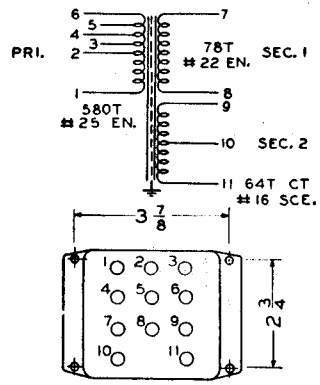 6 7
5
4
PRI. 3 78T SEC. 1
2 # 22 EN.
1 8
580T 9
# 25 EN.
10 SEC. 2
11 64T CT
# 16 SCE.
3 7/8
1 2 3
4 5 6
2 3/4
7 8 9
10 11